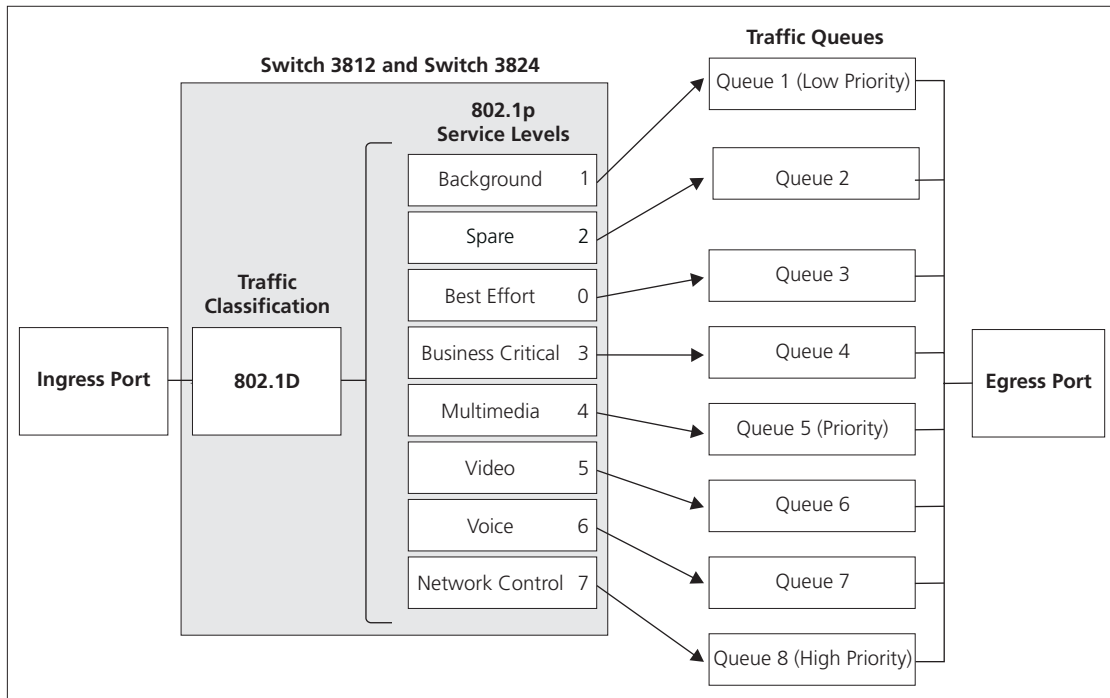 Traffic Queues
Switch 3812 and Switch 3824
802.1p
Service Levels
Background 1
Spare 2
Best Effort 0
Business Critical 3
Multimedia 4
Video 5
Voice 6
Network Control 7
Traffic
Classification
802.1D
Ingress Port
Queue 1 (Low Priority)
Queue 2
Queue 3
Queue 4
Queue 5 (Priority)
Queue 6
Queue 7
Queue 8 (High Priority)
Egress Port